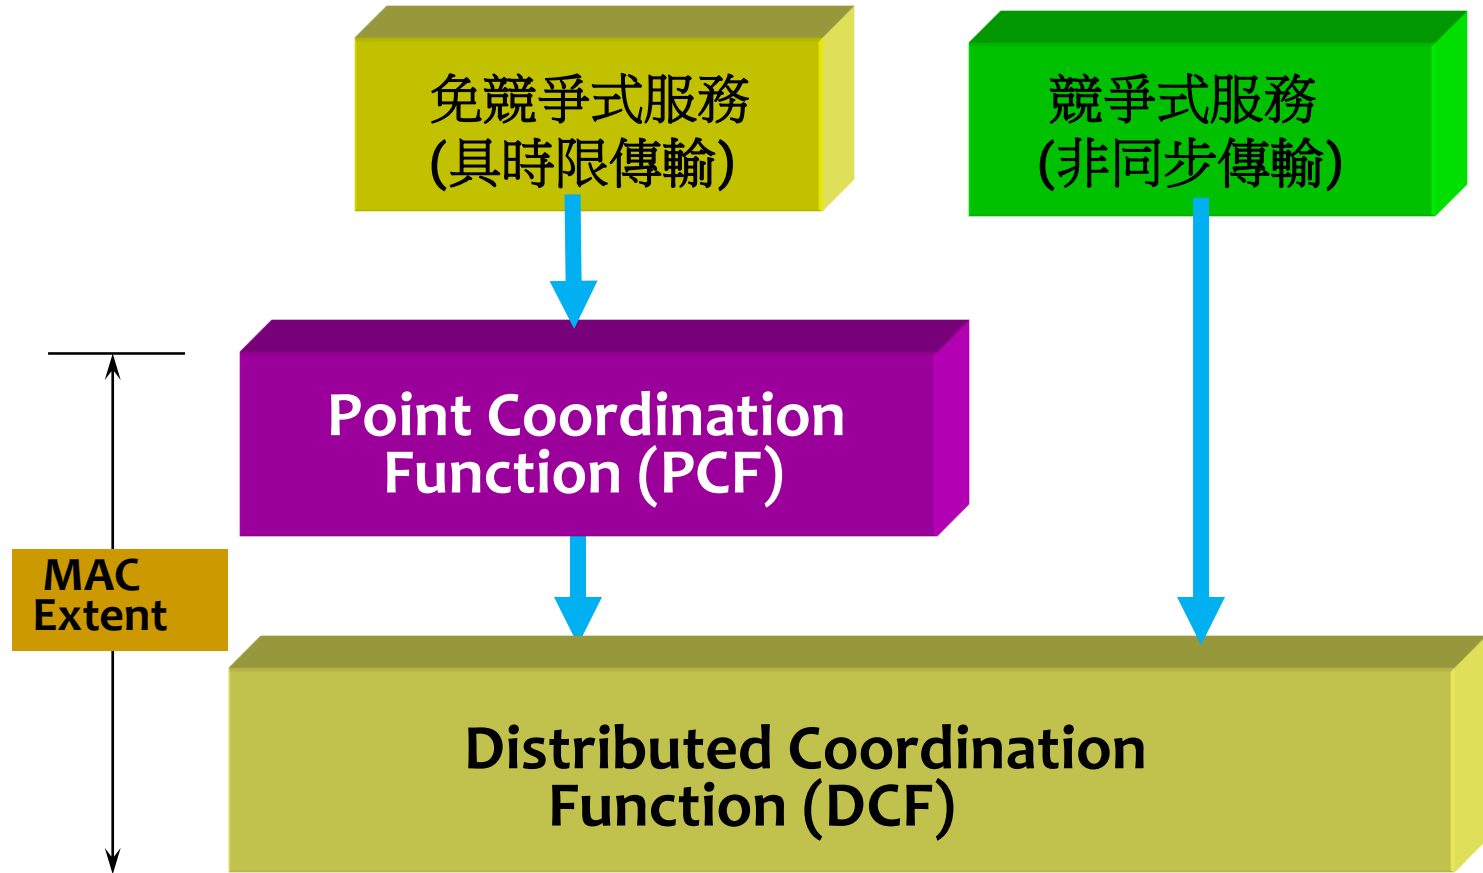 免競爭式服務
(具時限傳輸)
競爭式服務
(非同步傳輸)
Point Coordination
Function (PCF)
MAC
Extent
Distributed Coordination
Function (DCF)